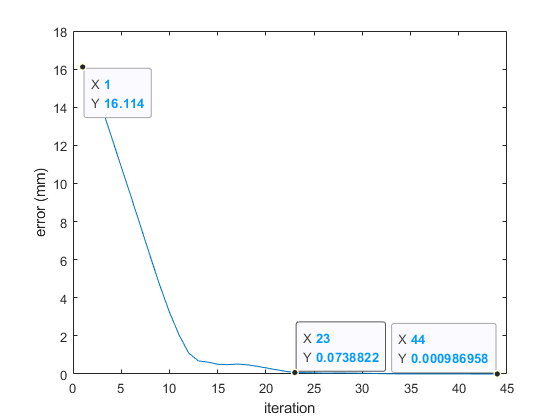 18
16
14
12
10
8
6
4
2
0
error (mm)
X 1
Y 16.114
X 23
Y 0.0738822
X 44
Y 0.000986958
0 5 10 15 20 25 30 35 40 45
iteration